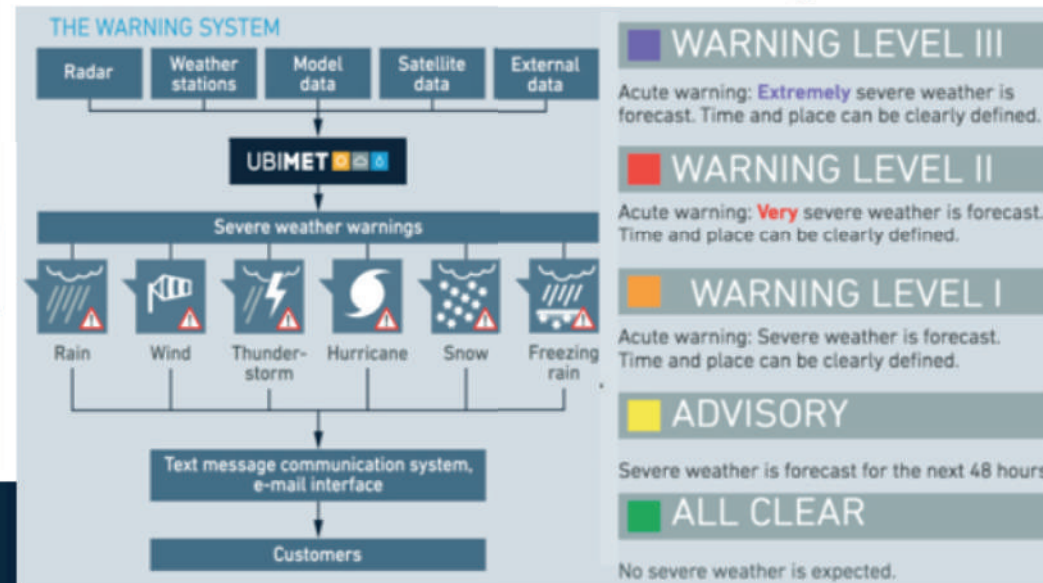 THE WARNING SYSTEM
Radar
Weather
stations
Model
data
Satellite
data
External
data
UBIMET
Severe weather warnings
Rain
Wind
Thunder-
storm
Hurricane
Snow
Freezing
rain
Text message communication system,
e-mail interface
Customers
WARNING LEVEL III
Acute warning: Extremely severe weather is
forecast. Time and place can be clearly defined.
WARNING LEVEL II
Acute warning: Very severe weather is forecast.
Time and place can be clearly defined.
WARNING LEVEL I
Acute warning: Severe weather is forecast.
Time and place can be clearly defined.
ADVISORY
Severe weather is forecast for the next 48 hours
ALL CLEAR
No severe weather is expected.